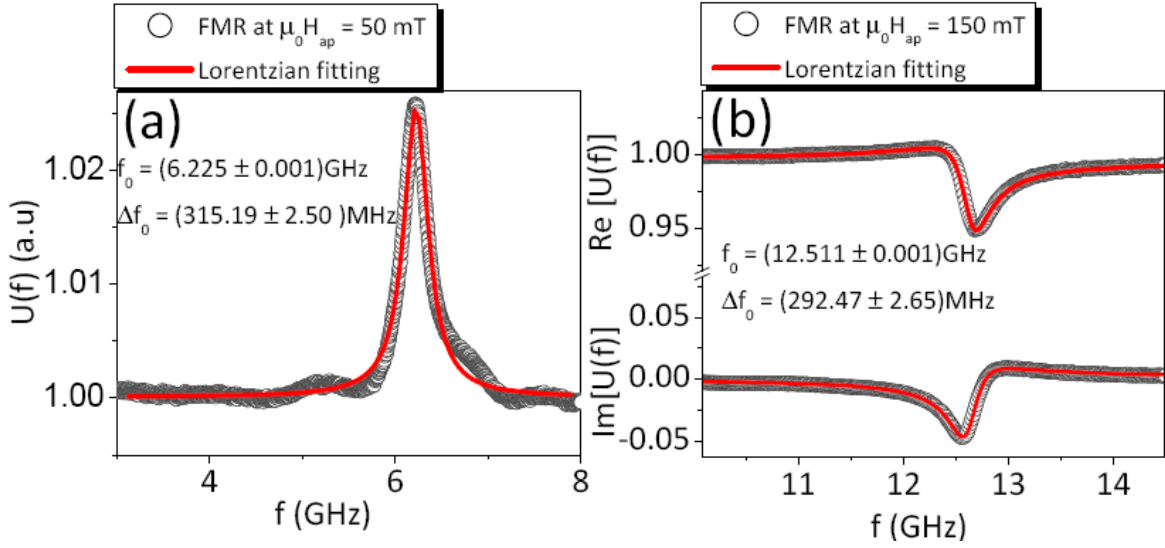 FMR at μ₀Hₐₚ = 50 mT
Lorentzian fitting
(a)
f₀ = (6.225 ± 0.001)GHz
Δf₀ = (315.19 ± 2.50 )MHz
U(f) (a.u)
1.02
1.01
1.00
4 6 8
f (GHz)
FMR at μ₀Hₐₚ = 150 mT
Lorentzian fitting
(b)
Re [U(f)]
1.00
0.95
f₀ = (12.511 ± 0.001)GHz
Δf₀ = (292.47 ± 2.65)MHz
Im[U(f)]
0.05
0.00
-0.05
11 12 13 14
f (GHz)